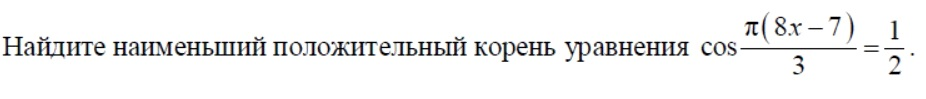 Найдите наименьший положительный корень уравнения cos π(8x – 7)/3 = 1/2.